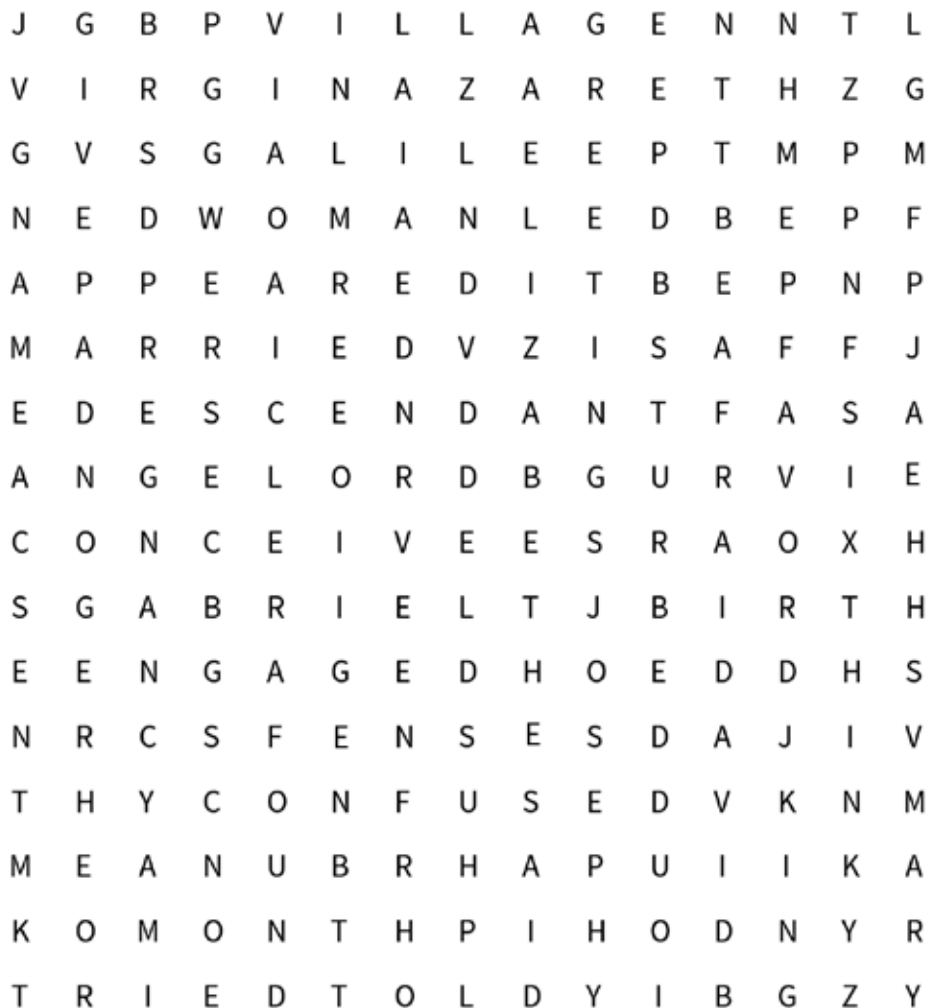 J G B P V I L L A G E N N T L
V I R G I N A Z A R E T H Z G
G V S G A L I L E E P T M P M
N E D W O M A N L E D B E P F
A P P E A R E D I T B E P N P
M A R R I E D V Z I S A F F J
E D E S C E N D A N T F A S A
A N G E L O R D B G U R V I E
C O N C E I V E E S R A O X H
S G A B R I E L T J B I R T H
E E N G A G E D H O E D D H S
N R C S F E N S E S D A J I V
T H Y C O N F U S E D V K N M
M E A N U B R H A P U I I K A
K O M O N T H P I H O D N Y R
T R I E D T O L D Y I B G Z Y